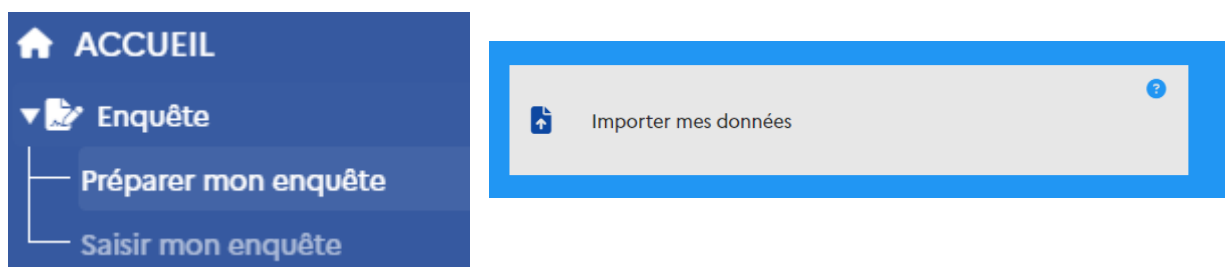 ACCUEIL
Enquête
Préparer mon enquête
Saisir mon enquête
?
Importer mes données